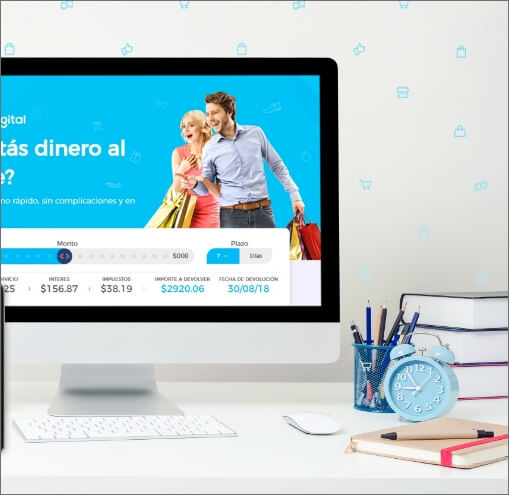 gital
tás dinero al
e?
no rápido, sin complicaciones y en
Monto
Plazo
5000
7
Días
RVICIO
INTERES
IMPUESTOS
IMPORTE A DEVOLVER
FECHA DE DEVOLUCIÓN
25
$156.87
$38.19
$2920.06
30/08/18